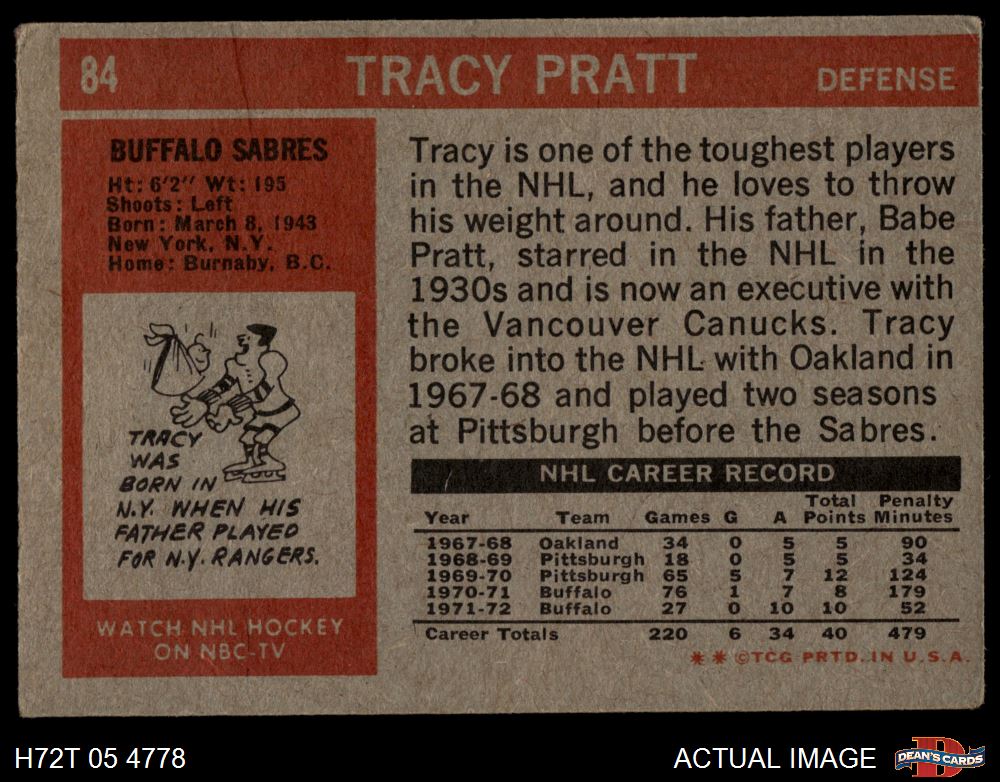 84 TRACY PRATT DEFENSE
BUFFALO SABRES
Ht: 6'2" Wt: 195
Shoots: Left
Born: March 8, 1943
New York, N.Y.
Home: Burnaby, B.C.
TRACY
WAS
BORN IN
N.Y. WHEN HIS
FATHER PLAYED
FOR N.Y. RANGERS.
WATCH NHL HOCKEY
ON NBC-TV
Tracy is one of the toughest players
in the NHL, and he loves to throw
his weight around. His father, Babe
Pratt, starred in the NHL in the
1930s and is now an executive with
the Vancouver Canucks. Tracy
broke into the NHL with Oakland in
1967-68 and played two seasons
at Pittsburgh before the Sabres.
NHL CAREER RECORD
Year Team Games G A Total Points Penalty Minutes
1967-68 Oakland 34 0 5 5 90
1968-69 Pittsburgh 18 0 5 5 34
1969-70 Pittsburgh 65 5 7 12 124
1970-71 Buffalo 76 1 7 8 179
1971-72 Buffalo 27 0 10 10 52
Career Totals 220 6 34 40 479
** ©TCG PRTD. IN U.S.A.
H72T 05 4778
ACTUAL IMAGE
D
DEAN'S CARDS